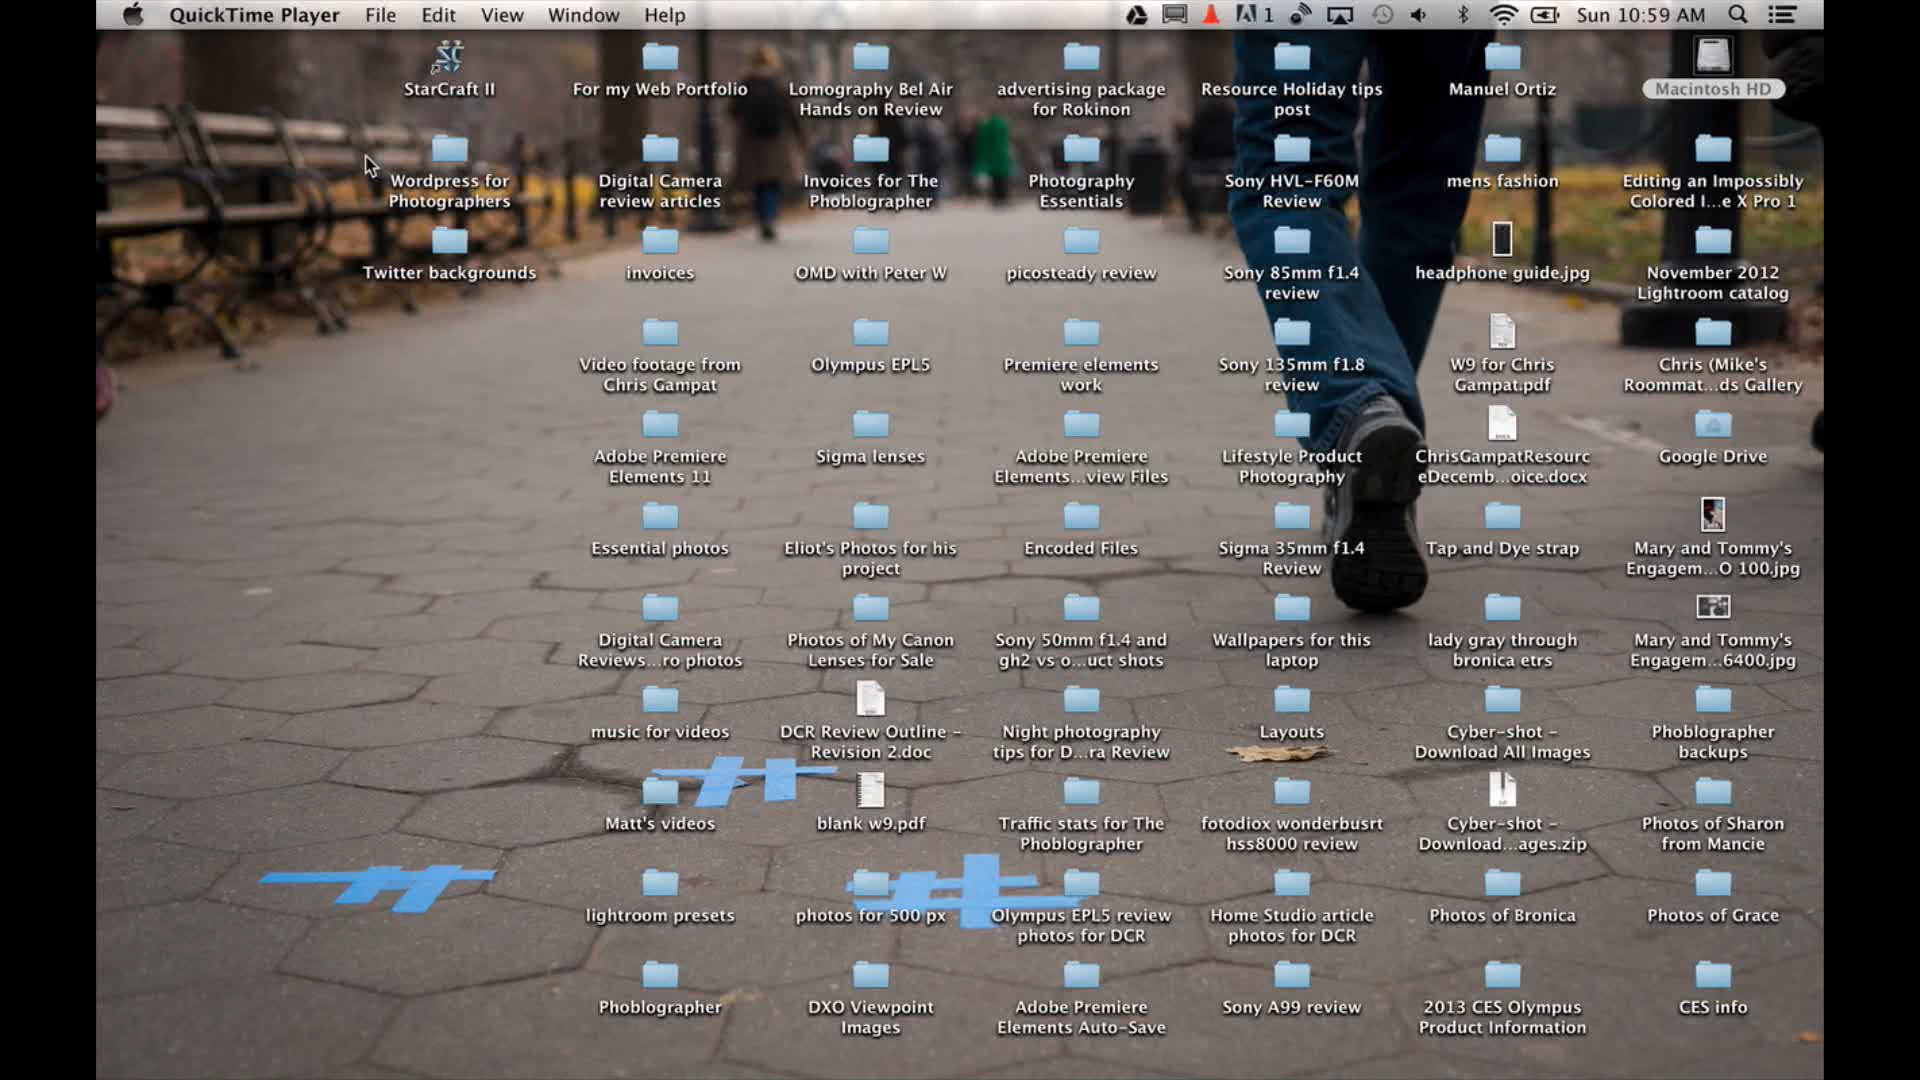 QuickTime Player File Edit View Window Help 1 Sun 10:59 AM
StarCraft II
For my Web Portfolio
Lomography Bel Air
Hands on Review
advertising package
for Rokinon
Resource Holiday tips
post
Manuel Ortiz
Macintosh HD
Wordpress for
Photographers
Digital Camera
review articles
Invoices for The
Phoblographer
Photography
Essentials
Sony HVL-F60M
Review
mens fashion
Editing an Impossibly
Colored I...e X Pro 1
Twitter backgrounds
invoices
OMD with Peter W
picosteady review
Sony 85mm f1.4
review
headphone guide.jpg
November 2012
Lightroom catalog
Video footage from
Chris Gampat
Olympus EPL5
Premiere elements
work
Sony 135mm f1.8
review
W9 for Chris
Gampat.pdf
Chris (Mike's
Roommat...ds Gallery
Adobe Premiere
Elements 11
Sigma lenses
Adobe Premiere
Elements...view Files
Lifestyle Product
Photography
ChrisGampatResourc
eDecemb...oice.docx
Google Drive
Essential photos
Eliot's Photos for his
project
Encoded Files
Sigma 35mm f1.4
Review
Tap and Dye strap
Mary and Tommy's
Engagem...O 100.jpg
Digital Camera
Reviews...ro photos
Photos of My Canon
Lenses for Sale
Sony 50mm f1.4 and
gh2 vs o...uct shots
Wallpapers for this
laptop
lady gray through
bronica etrs
Mary and Tommy's
Engagem...6400.jpg
music for videos
DCR Review Outline -
Revision 2.doc
Night photography
tips for D...ra Review
Layouts
Cyber-shot -
Download All Images
Phoblographer
backups
Matt's videos
blank w9.pdf
Traffic stats for The
Phoblographer
fotodiox wonderbusrt
hss8000 review
Cyber-shot -
Download...ages.zip
Photos of Sharon
from Mancie
lightroom presets
photos for 500 px
Olympus EPL5 review
photos for DCR
Home Studio article
photos for DCR
Photos of Bronica
Photos of Grace
Phoblographer
DXO Viewpoint
Images
Adobe Premiere
Elements Auto-Save
Sony A99 review
2013 CES Olympus
Product Information
CES info